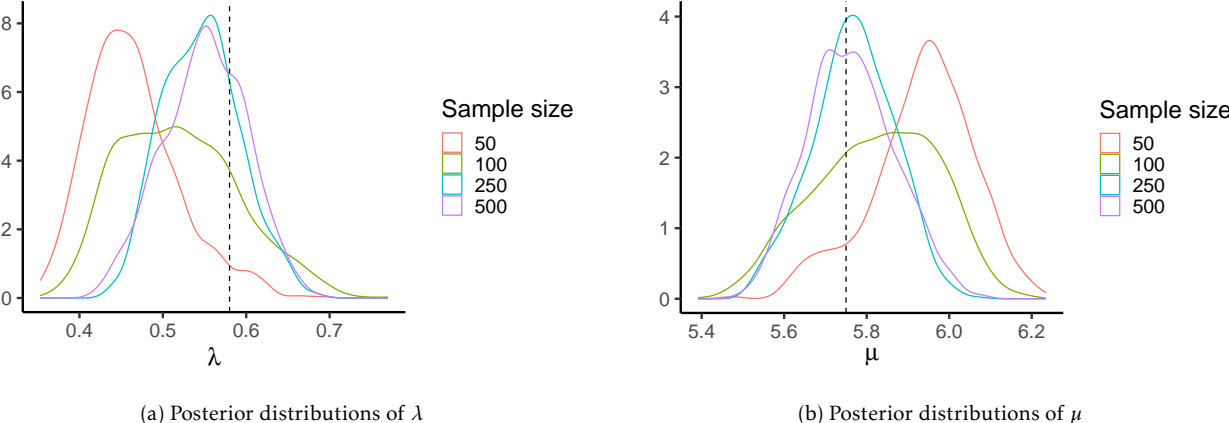 8
6
4
2
0
0.4 0.5 0.6 0.7
λ
Sample size
50
100
250
500
(a) Posterior distributions of λ
4
3
2
1
0
5.4 5.6 5.8 6.0 6.2
μ
Sample size
50
100
250
500
(b) Posterior distributions of μ